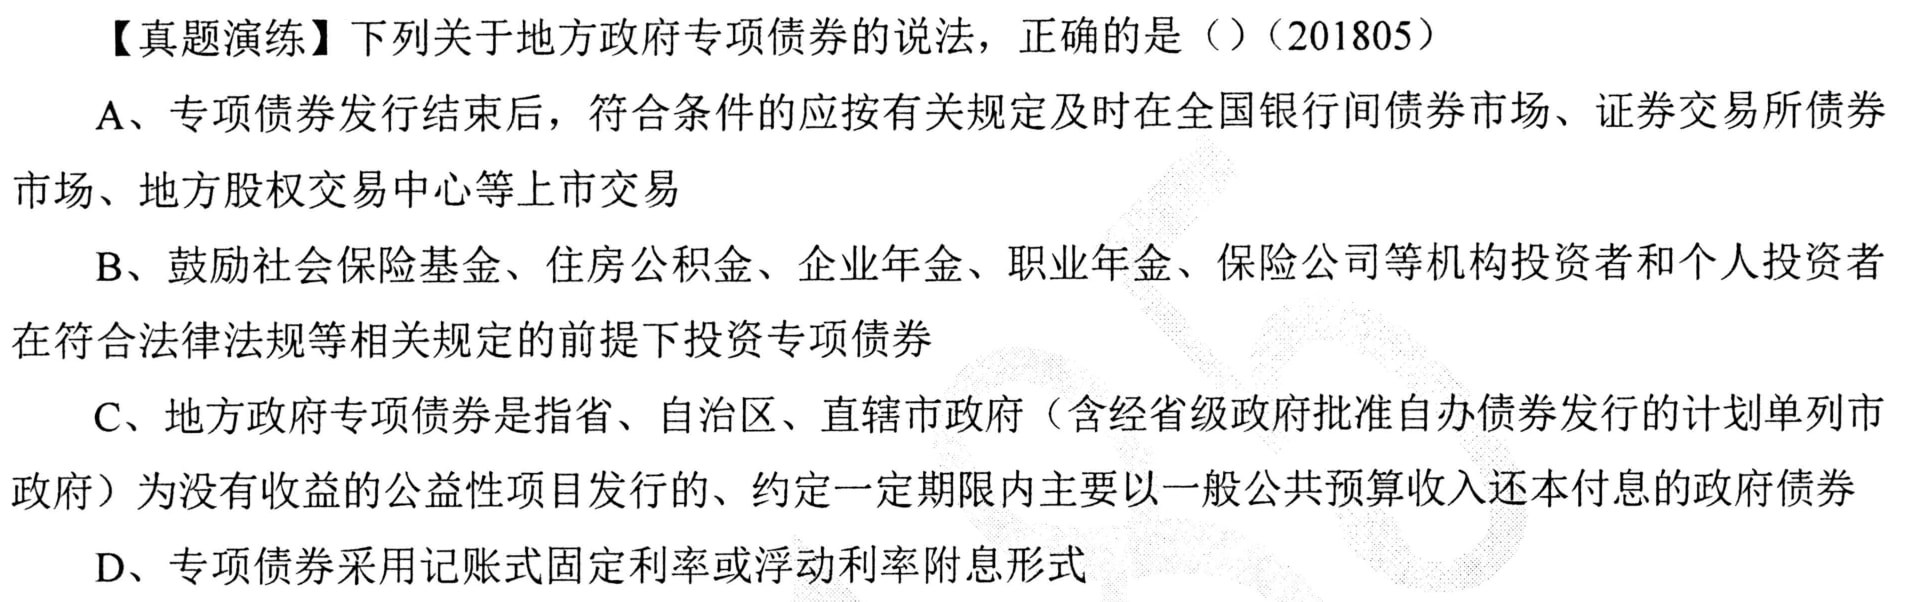 【真题演练】下列关于地方政府专项债券的说法，正确的是（）（201805）
A、专项债券发行结束后，符合条件的应按有关规定及时在全国银行间债券市场、证券交易所债券
市场、地方股权交易中心等上市交易
B、鼓励社会保险基金、住房公积金、企业年金、职业年金、保险公司等机构投资者和个人投资者
在符合法律法规等相关规定的前提下投资专项债券
C、地方政府专项债券是指省、自治区、直辖市政府（含经省级政府批准自办债券发行的计划单列市
政府）为没有收益的公益性项目发行的、约定一定期限内主要以一般公共预算收入还本付息的政府债券
D、专项债券采用记账式固定利率或浮动利率附息形式